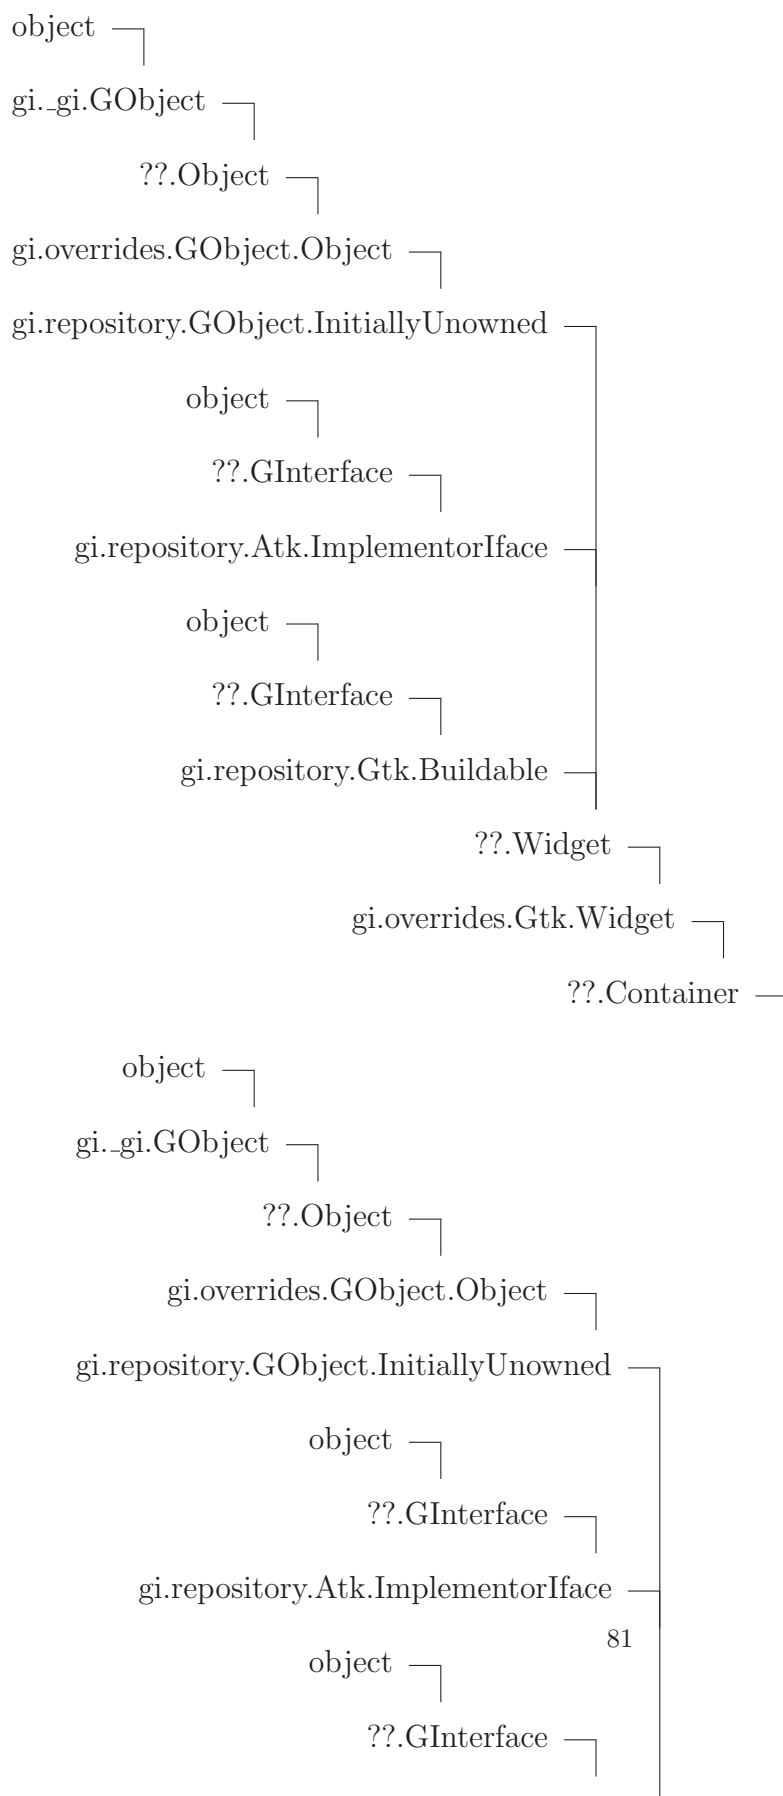 object
gi._gi.GObject
??.Object
gi.overrides.GObject.Object
gi.repository.GObject.InitiallyUnowned
object
??.GInterface
gi.repository.Atk.ImplementorIface
object
??.GInterface
gi.repository.Gtk.Buildable
??.Widget
gi.overrides.Gtk.Widget
??.Container
object
gi._gi.GObject
??.Object
gi.overrides.GObject.Object
gi.repository.GObject.InitiallyUnowned
object
??.GInterface
gi.repository.Atk.ImplementorIface
81
object
??.GInterface